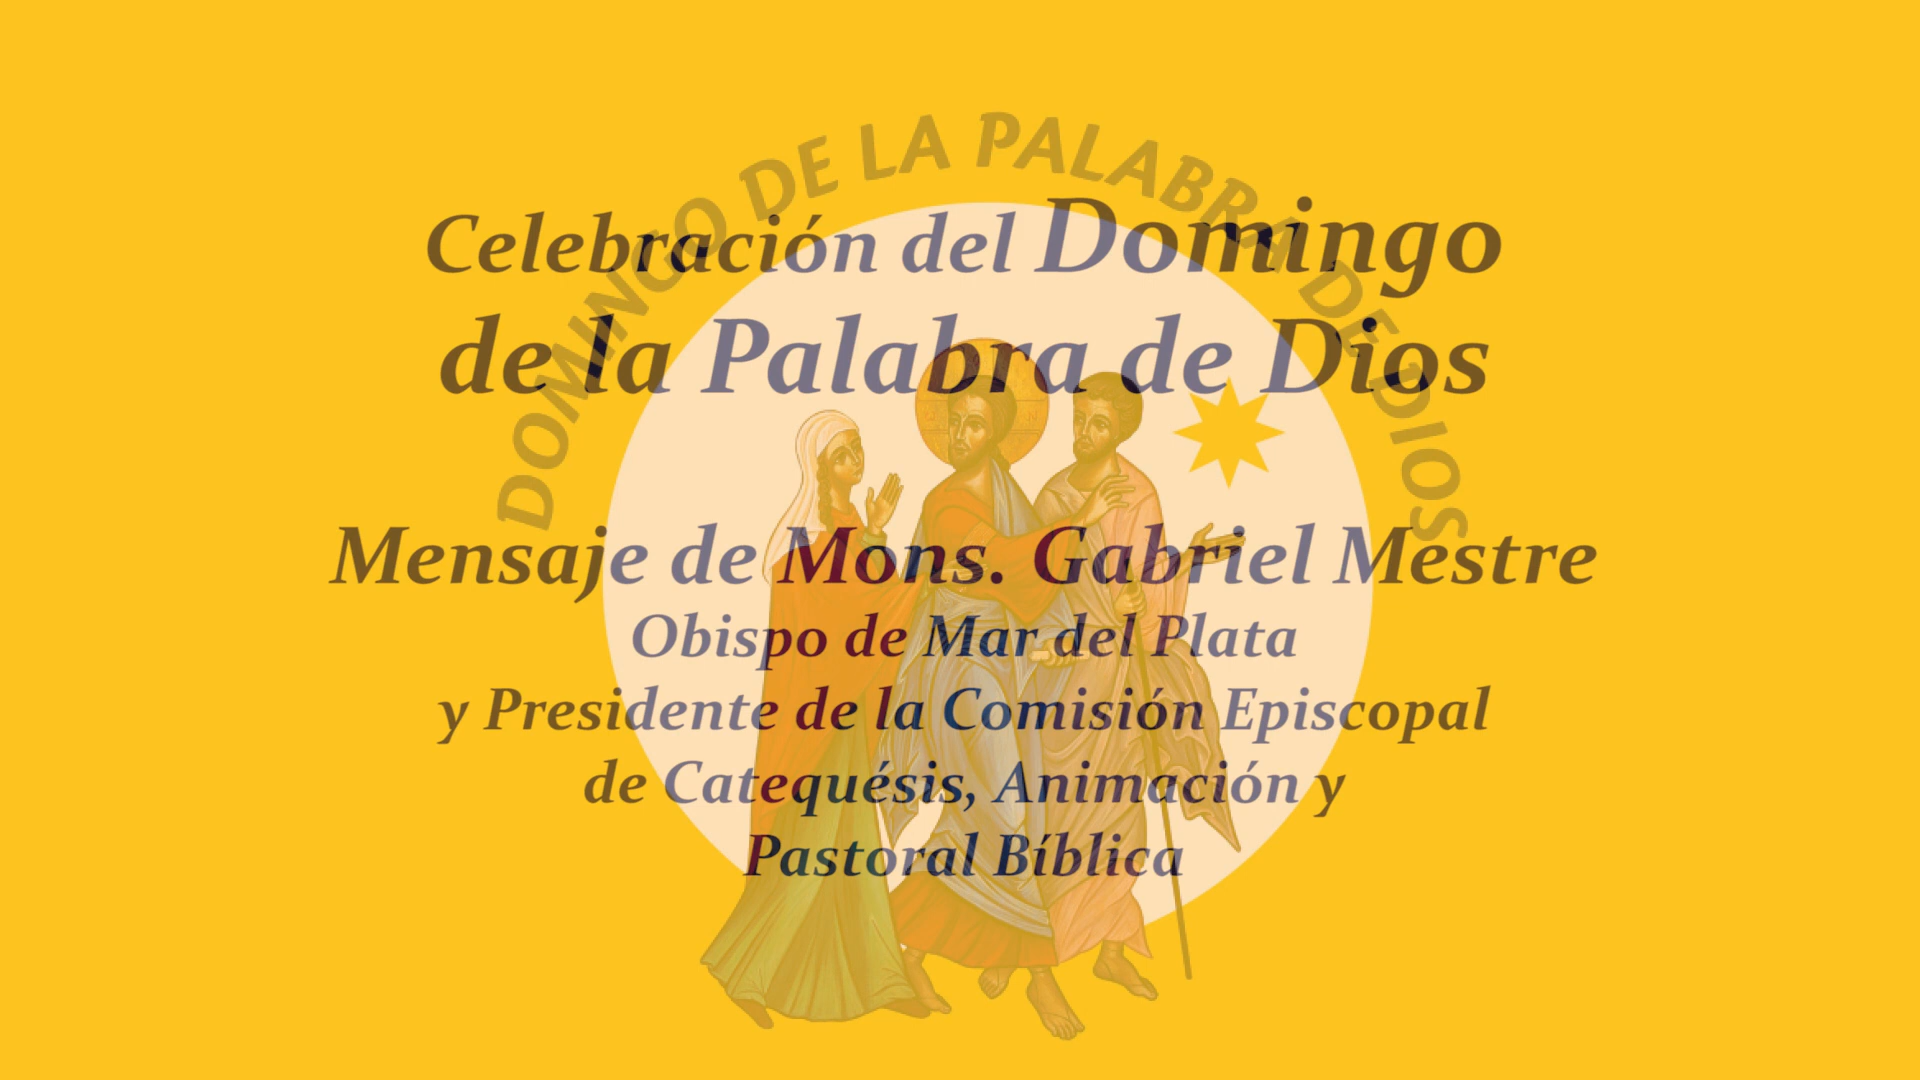 DOMINGO DE LA PALABRA DE DIOS
Celebración del Domingo
de la Palabra de Dios
Mensaje de Mons. Gabriel Mestre
Obispo de Mar del Plata
y Presidente de la Comisión Episcopal
de Catequésis, Animación y
Pastoral Bíblica